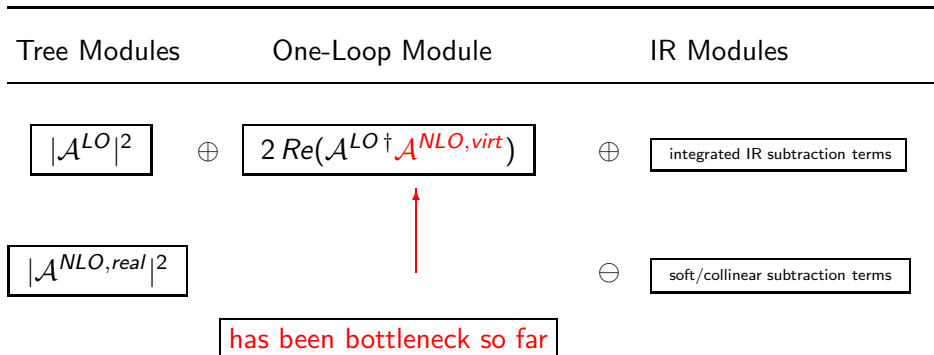 Tree Modules One-Loop Module IR Modules
|𝒜^{LO}|² ⊕ 2 Re(𝒜^{LO †} 𝒜^{NLO,virt}) ⊕ integrated IR subtraction terms
|𝒜^{NLO,real}|² ⊖ soft/collinear subtraction terms
has been bottleneck so far